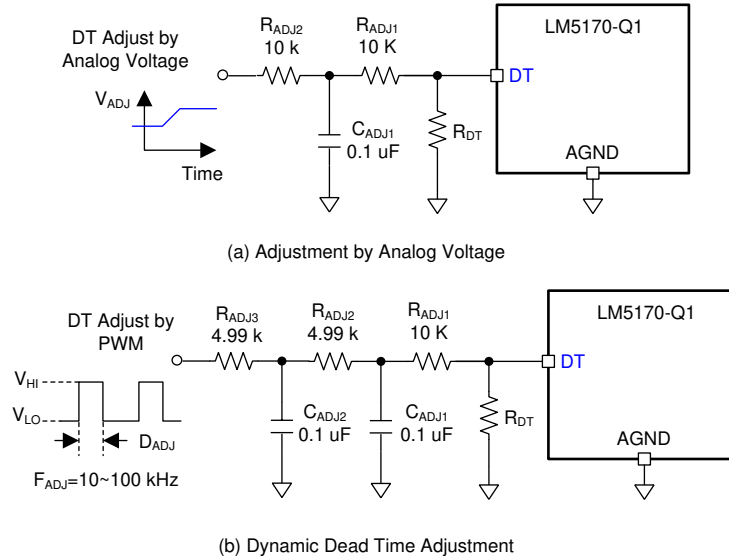 DT Adjust by
Analog Voltage
V_ADJ
Time
R_ADJ2
10 k
R_ADJ1
10 K
C_ADJ1
0.1 uF
R_DT
LM5170-Q1
DT
AGND
(a) Adjustment by Analog Voltage
DT Adjust by
PWM
V_HI
V_LO
D_ADJ
F_ADJ=10~100 kHz
R_ADJ3
4.99 k
R_ADJ2
4.99 k
R_ADJ1
10 K
C_ADJ2
0.1 uF
C_ADJ1
0.1 uF
R_DT
LM5170-Q1
DT
AGND
(b) Dynamic Dead Time Adjustment